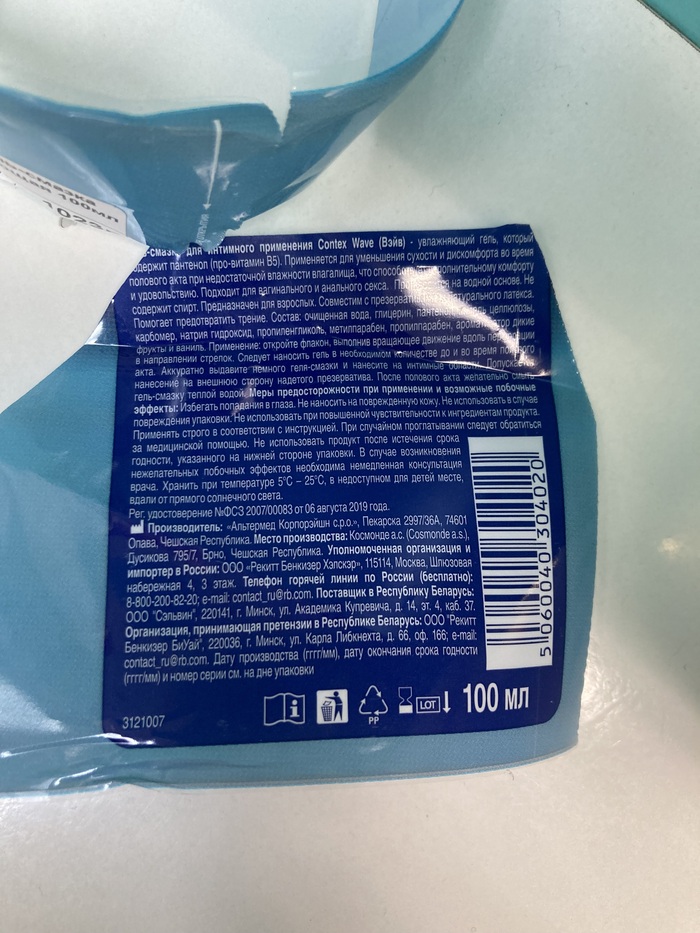 100мл
гель-смазка для интимного применения Contex Wave (Вэйв) - увлажняющий гель, который
содержит пантенол (про-витамин B5). Применяется для уменьшения сухости и дискомфорта во время
полового акта при недостаточной влажности влагалища, что способ дополнительному комфорту
и удовольствию. Подходит для вагинального и анального секса. на водной основе. Не
содержит спирт. Предназначен для взрослых. Совместим с презерватив натурального латекса.
Помогает предотвратить трение. Состав: очищенная вода, глицерин, целлюлозы,
карбомер, натрия гидроксид, пропиленгликоль, метилпарабен, пропилпарабен, ароматизатор дикие
фрукты и ваниль. Применение: откройте флакон, выполнив вращающее движение вдоль
в направлении стрелок. Следует наносить гель в необходимом количестве до и во время полового
акта. Аккуратно выдавите немного геля-смазки и нанесите на интимные области. Допускается
нанесение на внешнюю сторону надетого презерватива. После полового акта желательно смыть
гель-смазку теплой водой. Меры предосторожности при применении и возможные побочные
эффекты: Избегать попадания в глаза. Не наносить на поврежденную кожу. Не использовать в случае
повреждения упаковки. Не использовать при повышенной чувствительности к ингредиентам продукта.
Применять строго в соответствии с инструкцией. При случайном проглатывании следует обратиться
за медицинской помощью. Не использовать продукт после истечения срока
годности, указанного на нижней стороне упаковки. В случае возникновения
нежелательных побочных эффектов необходима немедленная консультация
врача. Хранить при температуре 5°C – 25°C, в недоступном для детей месте,
вдали от прямого солнечного света.
Рег. удостоверение №ФСЗ 2007/00083 от 06 августа 2019 года.
Производитель: «Альтермед Корпорэйшн с.р.о.», Пекарска 2997/36А, 74601
Опава, Чешская Республика. Место производства: Космонде а.с. (Cosmonde a.s.),
Дусикова 795/7, Брно, Чешская Республика. Уполномоченная организация и
импортер в России: ООО «Рекитт Бенкизер Хэлскэр», 115114, Москва, Шлюзовая
набережная 4, 3 этаж. Телефон горячей линии по России (бесплатно):
8-800-200-82-20; e-mail: contact_ru@rb.com. Поставщик в Республику Беларусь:
ООО "Сэльвин", 220141, г. Минск, ул. Академика Купревича, д. 14, эт. 4, каб. 37.
Организация, принимающая претензии в Республике Беларусь: ООО "Рекитт
Бенкизер БиУай", 220036, г. Минск, ул. Карла Либкнехта, д. 66, оф. 166; e-mail:
contact_ru@rb.com. Дату производства (гггг/мм), дату окончания срока годности
(гггг/мм) и номер серии см. на дне упаковки
5 060040 304020
3121007
PP
LOT
100 МЛ